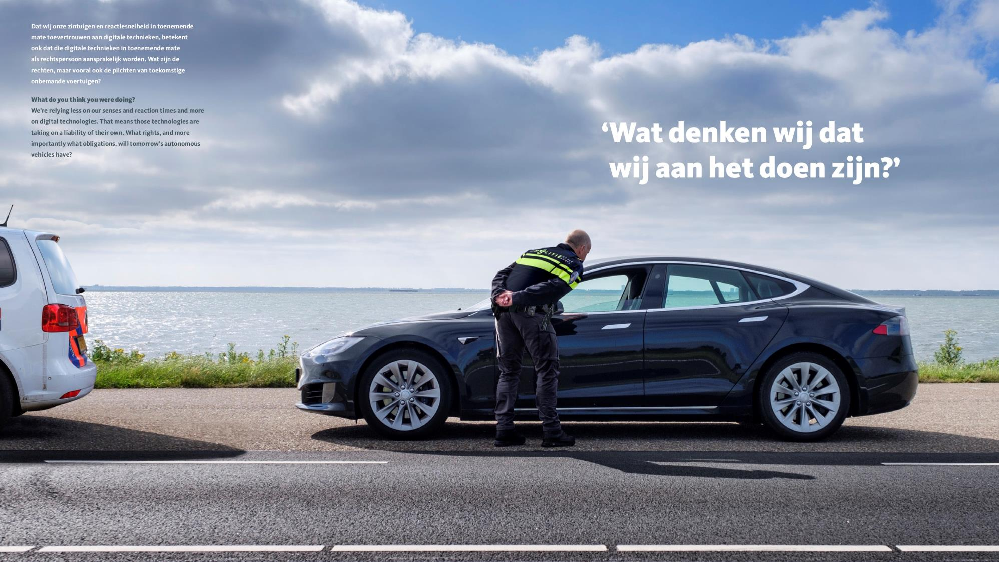 Dat wij onze zintuigen en reactiesnelheid in toenemende
mate toevertrouwen aan digitale technieken, betekent
ook dat die digitale technieken in toenemende mate
als rechtspersoon aansprakelijk worden. Wat zijn de
rechten, maar vooral ook de plichten van toekomstige
onbemande voertuigen?
What do you think you were doing?
We're relying less on our senses and reaction times and more
on digital technologies. That means those technologies are
taking on a liability of their own. What rights, and more
importantly what obligations, will tomorrow's autonomous
vehicles have?
‘Wat denken wij dat
wij aan het doen zijn?’
POLITIE